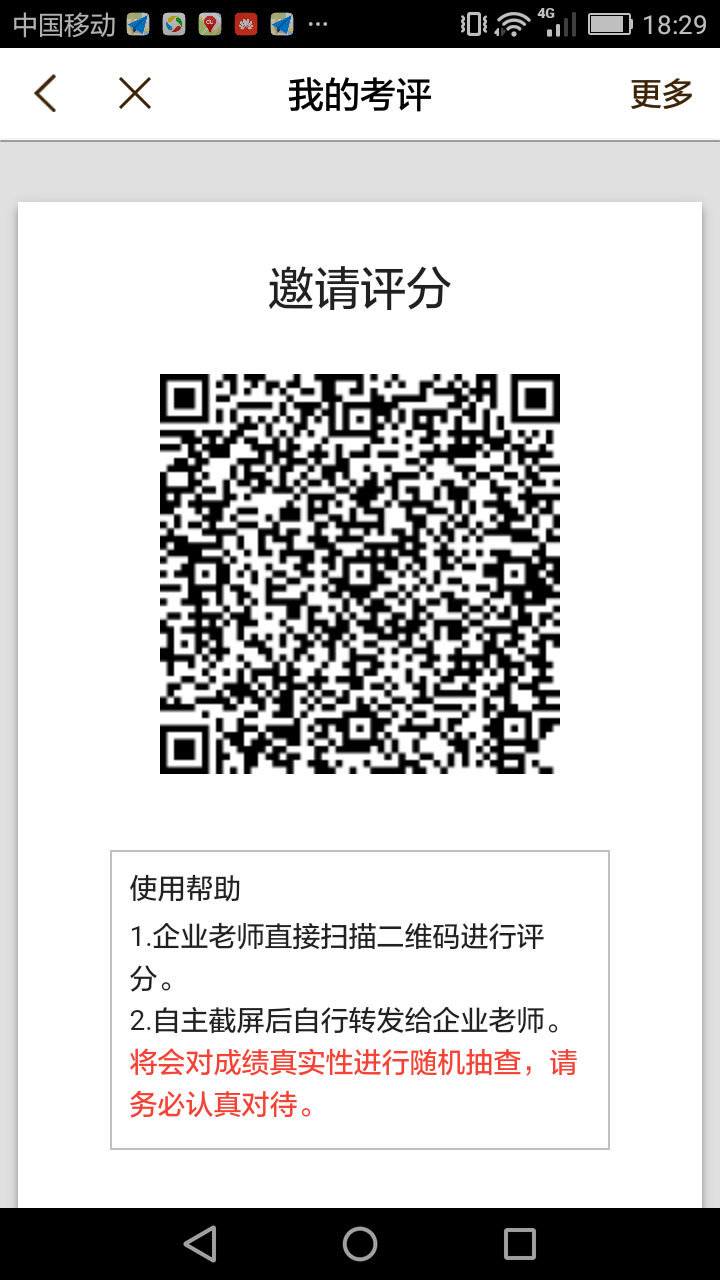 中国移动 ··· 4G 18:29
我的考评 更多
邀请评分
使用帮助
1.企业老师直接扫描二维码进行评
分。
2.自主截屏后自行转发给企业老师。
将会对成绩真实性进行随机抽查，请
务必认真对待。